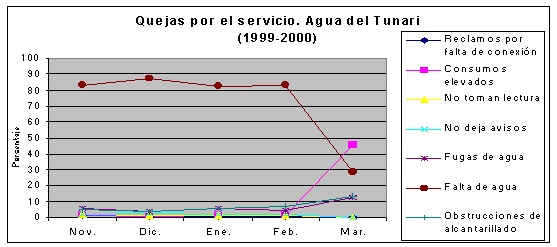 Quejas por el servicio. Agua del Tunari
(1999-2000)
Porcentaje
100
90
80
70
60
50
40
30
20
10
0
Nov.
Dic.
Ene.
Feb.
Mar.
Reclamos por
falta de conexión
Consumos
elevados
No toman lectura
No deja avisos
Fugas de agua
Falta de agua
Obstrucciones de
alcantarillado